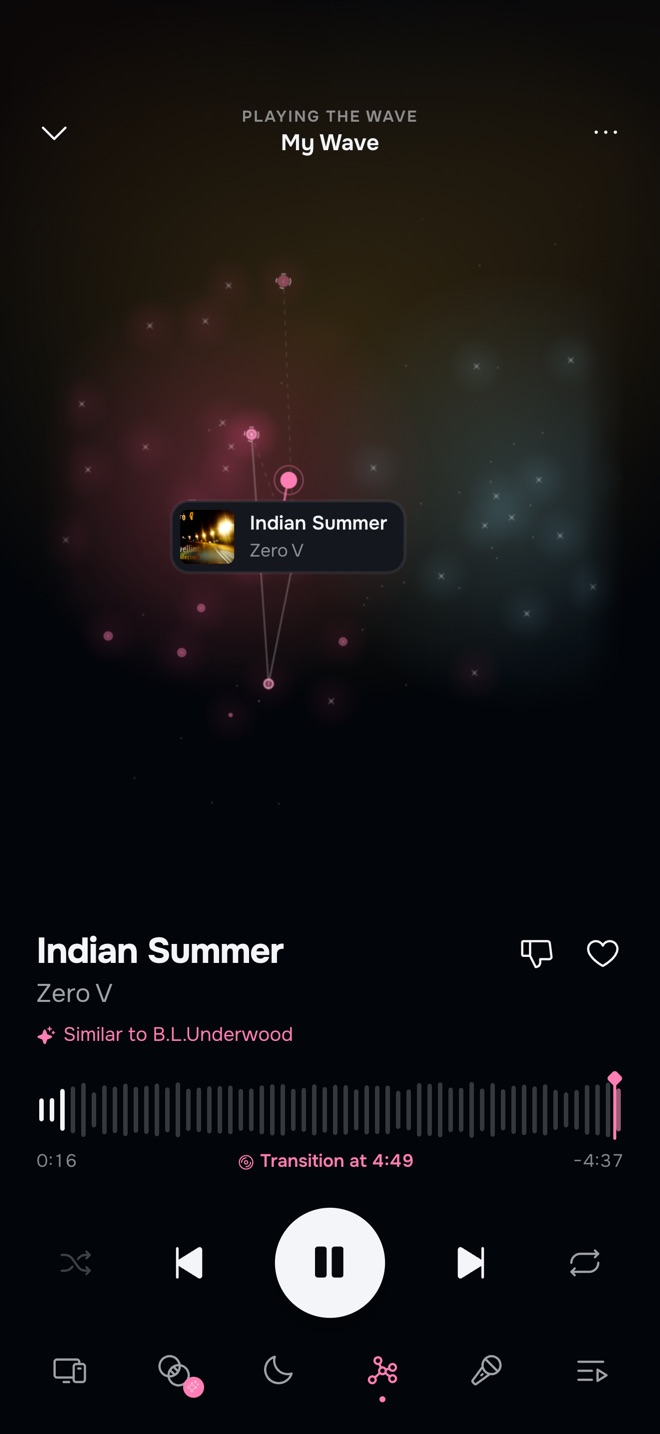 PLAYING THE WAVE
My Wave
Indian Summer
Zero V
Indian Summer
Zero V
Similar to B.L.Underwood
0:16
Transition at 4:49
-4:37